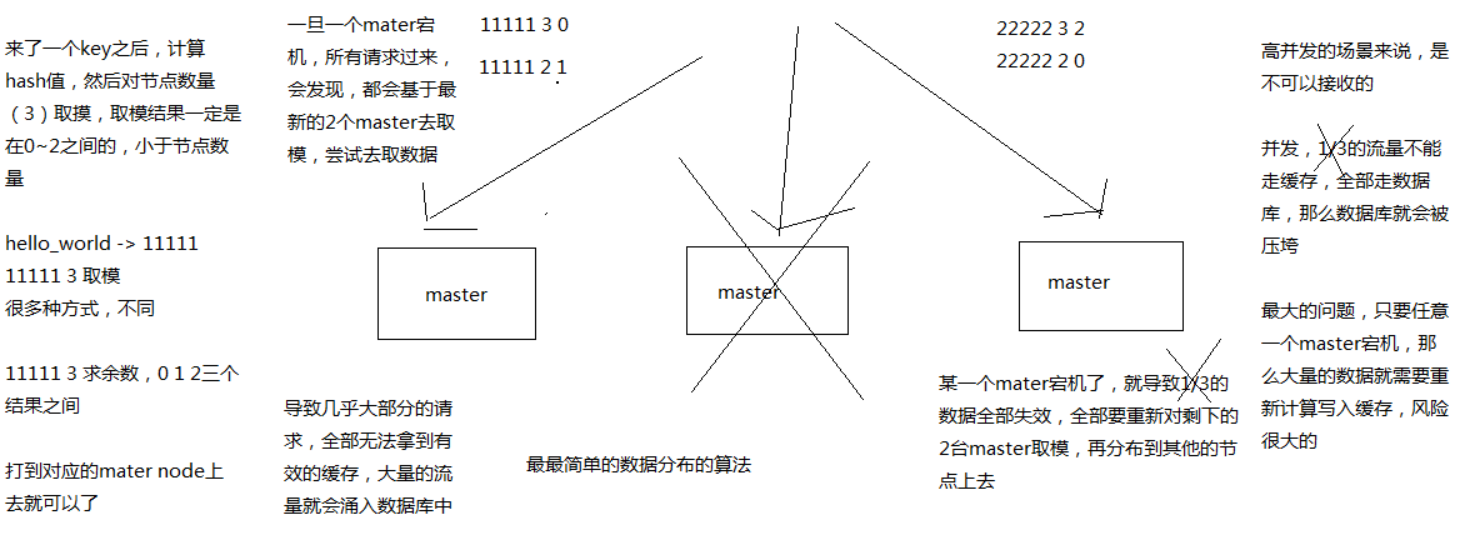 来了一个key之后，计算
hash值，然后对节点数量
（3）取摸，取模结果一定是
在0~2之间的，小于节点数
量
hello_world -> 11111
11111 3 取模
很多种方式，不同
11111 3 求余数，0 1 2三个
结果之间
打到对应的mater node上
去就可以了
一旦一个mater宕
机，所有请求过来，
会发现，都会基于最
新的2个master去取
模，尝试去取数据
11111 3 0
11111 2 1
22222 3 2
22222 2 0
master
master
master
导致几乎大部分的请
求，全部无法拿到有
效的缓存，大量的流
量就会涌入数据库中
最最简单的数据分布的算法
某一个mater宕机了，就导致1/3的
数据全部失效，全部要重新对剩下的
2台master取模，再分布到其他的节
点上去
高并发的场景来说，是
不可以接收的
并发，1/3的流量不能
走缓存，全部走数据
库，那么数据库就会被
压垮
最大的问题，只要任意
一个master宕机，那
么大量的数据就需要重
新计算写入缓存，风险
很大的